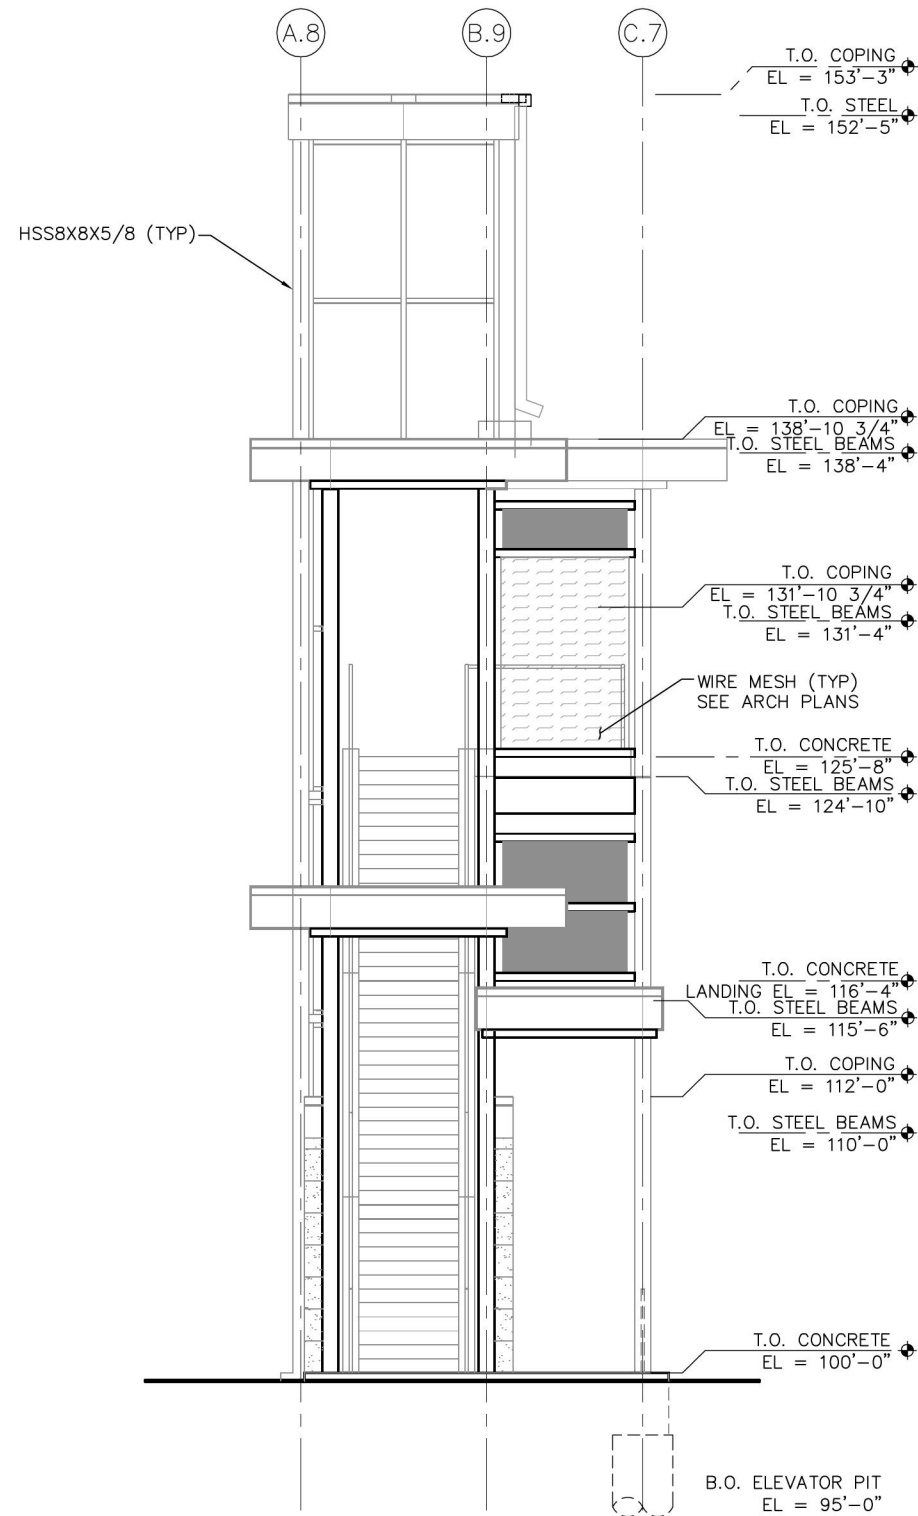 A.8
B.9
C.7
T.O. COPING
EL = 153'-3"
T.O. STEEL
EL = 152'-5"
HSS8X8X5/8 (TYP)
T.O. COPING
EL = 138'-10 3/4"
T.O. STEEL BEAMS
EL = 138'-4"
T.O. COPING
EL = 131'-10 3/4"
T.O. STEEL BEAMS
EL = 131'-4"
WIRE MESH (TYP)
SEE ARCH PLANS
T.O. CONCRETE
EL = 125'-8"
T.O. STEEL BEAMS
EL = 124'-10"
T.O. CONCRETE
LANDING EL = 116'-4"
T.O. STEEL BEAMS
EL = 115'-6"
T.O. COPING
EL = 112'-0"
T.O. STEEL BEAMS
EL = 110'-0"
T.O. CONCRETE
EL = 100'-0"
B.O. ELEVATOR PIT
EL = 95'-0"